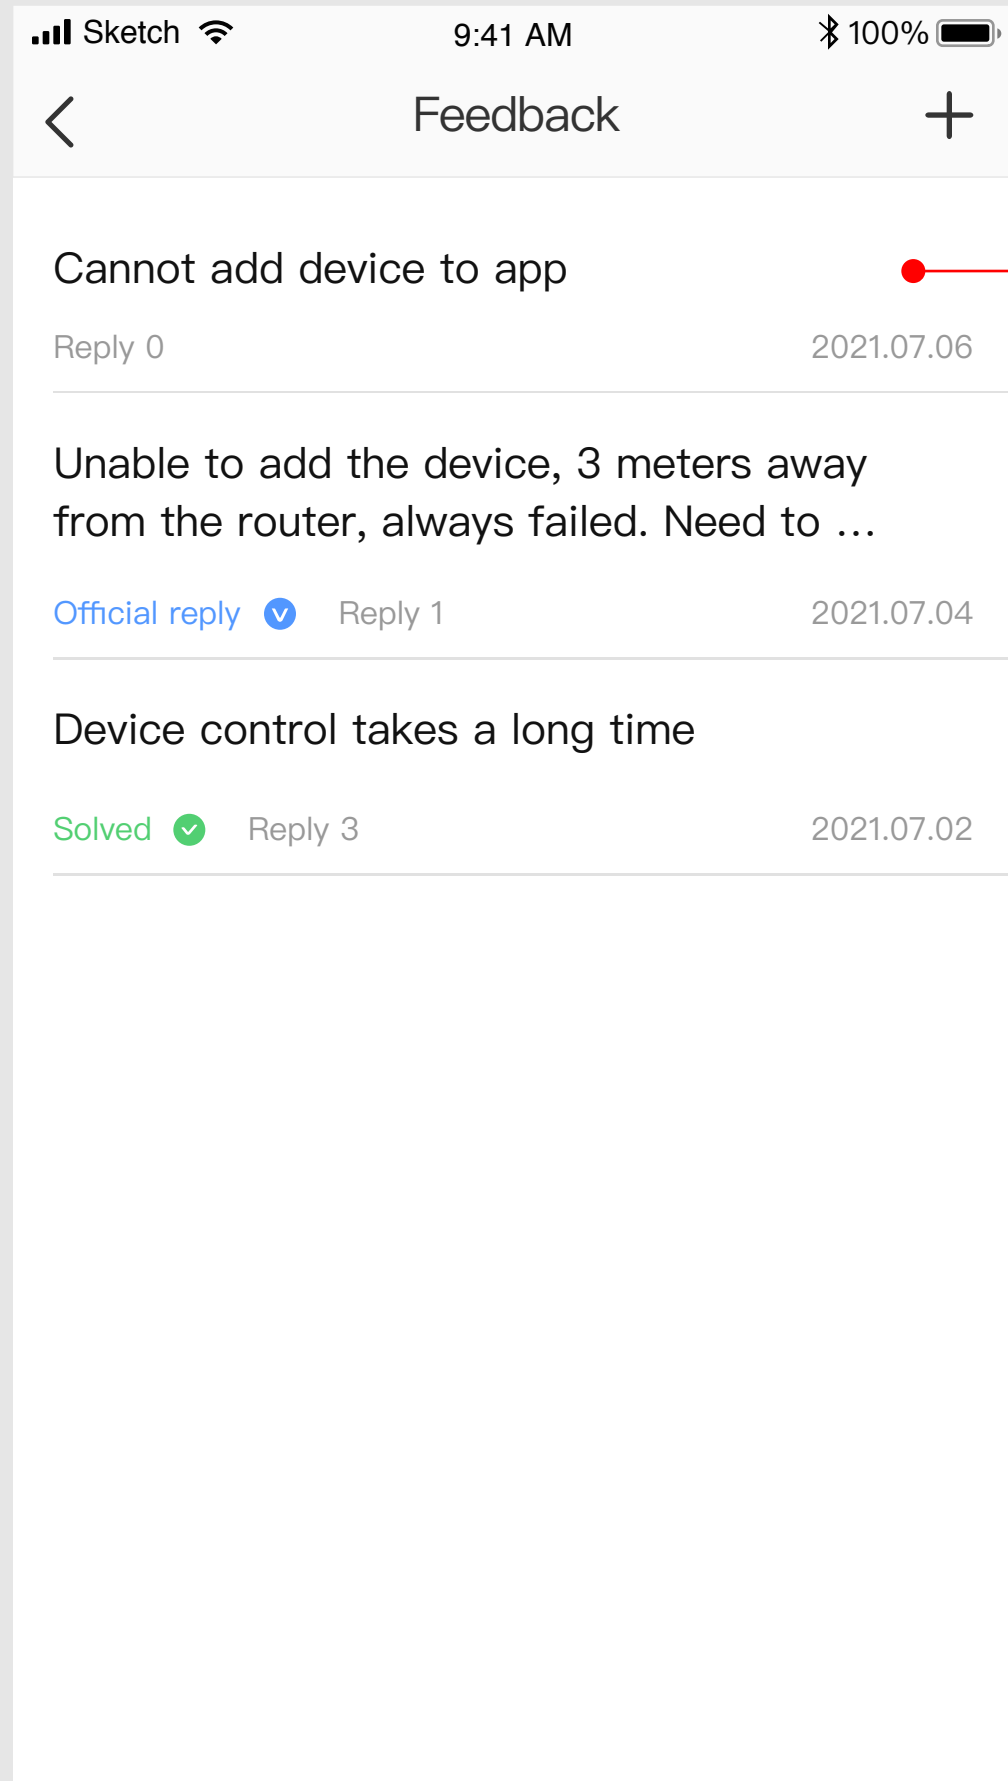 Sketch 9:41 AM 100%
Feedback
Cannot add device to app
Reply 0 2021.07.06
Unable to add the device, 3 meters away
from the router, always failed. Need to ...
Official reply V Reply 1 2021.07.04
Device control takes a long time
Solved Reply 3 2021.07.02